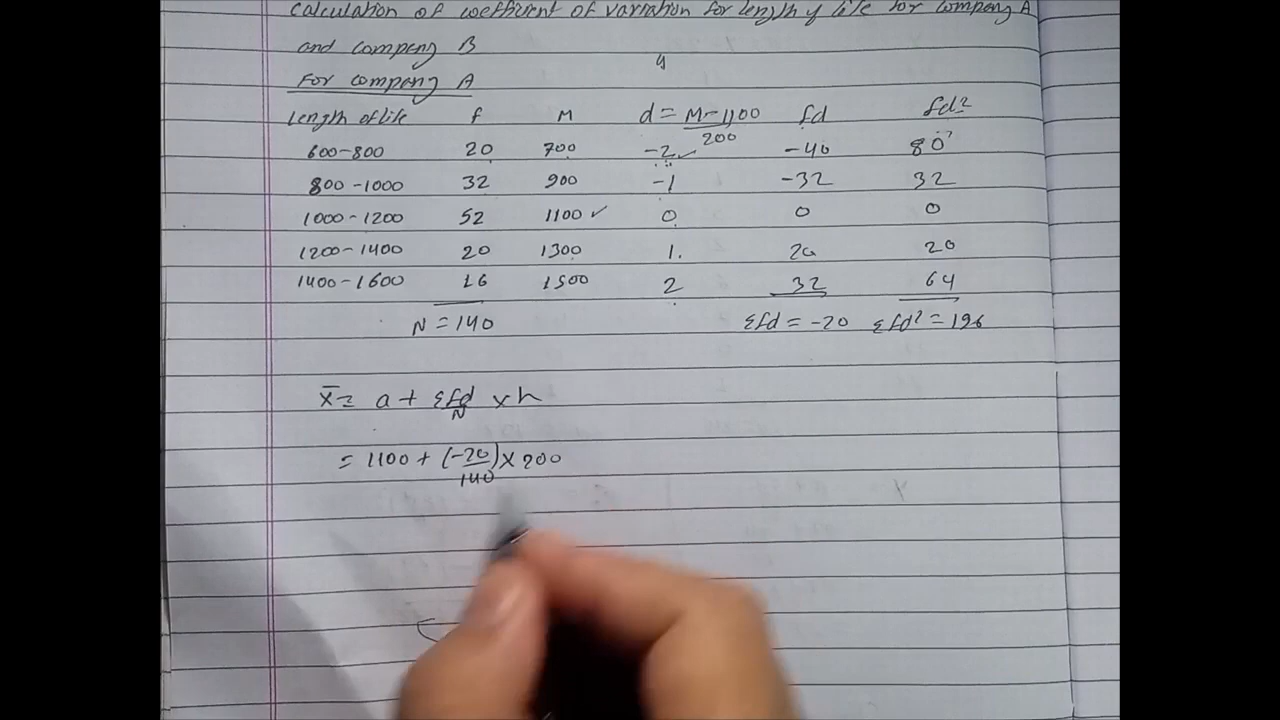 Calculation of coefficient of variation for length of life for company A
and company B
For company A
Length of life f M d = M-1100/200 fd fd²
600-800 20 700 -2 -40 80
800-1000 32 900 -1 -32 32
1000-1200 52 1100 ✓ 0 0 0
1200-1400 20 1300 1. 20 20
1400-1600 16 1500 2 32 64
N = 140 Σfd = -20 Σfd² = 196
x̄ = a + Σfd/N × h
= 1100 + (-20/140) × 200